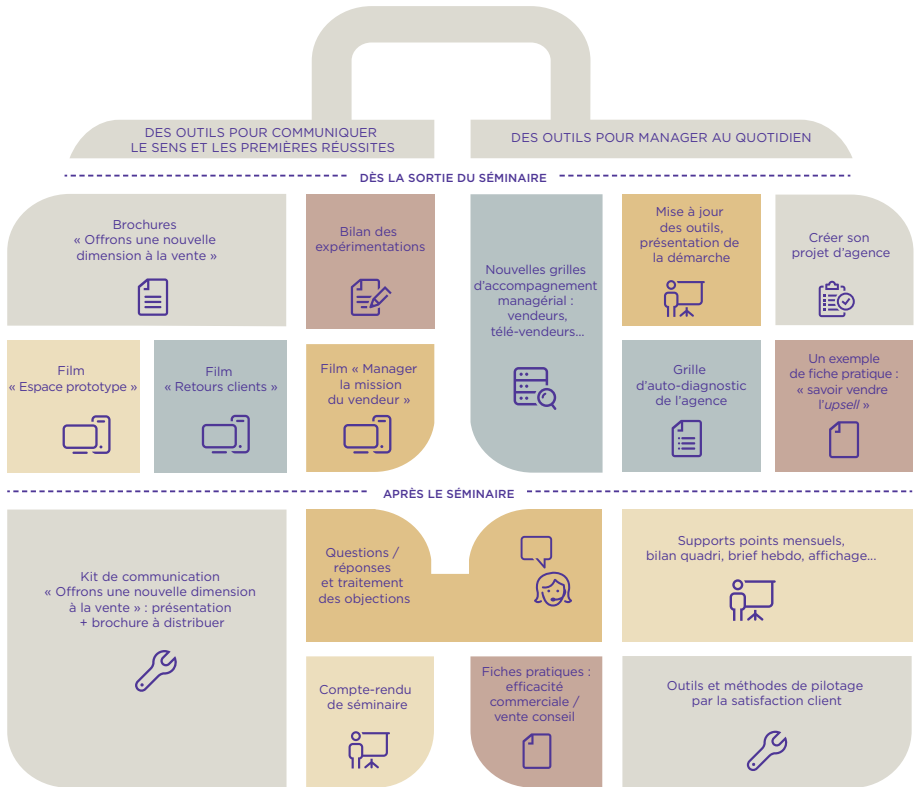 DES OUTILS POUR COMMUNIQUER
LE SENS ET LES PREMIÈRES RÉUSSITES
DES OUTILS POUR MANAGER AU QUOTIDIEN
DÈS LA SORTIE DU SÉMINAIRE
Brochures
« Offrons une nouvelle
dimension à la vente »
Bilan des
expérimentations
Nouvelles grilles
d'accompagnement
managérial :
vendeurs,
télé-vendeurs...
Mise à jour
des outils,
présentation de
la démarche
Créer son
projet d'agence
Film
« Espace prototype »
Film
« Retours clients »
Film « Manager
la mission
du vendeur »
Grille
d'auto-diagnostic
de l'agence
Un exemple
de fiche pratique :
« savoir vendre
l'upsell »
APRÈS LE SÉMINAIRE
Kit de communication
« Offrons une nouvelle dimension
à la vente » : présentation
+ brochure à distribuer
Questions /
réponses
et traitement
des objections
Supports points mensuels,
bilan quadri, brief hebdo, affichage...
Compte-rendu
de séminaire
Fiches pratiques :
efficacité
commerciale /
vente conseil
Outils et méthodes de pilotage
par la satisfaction client